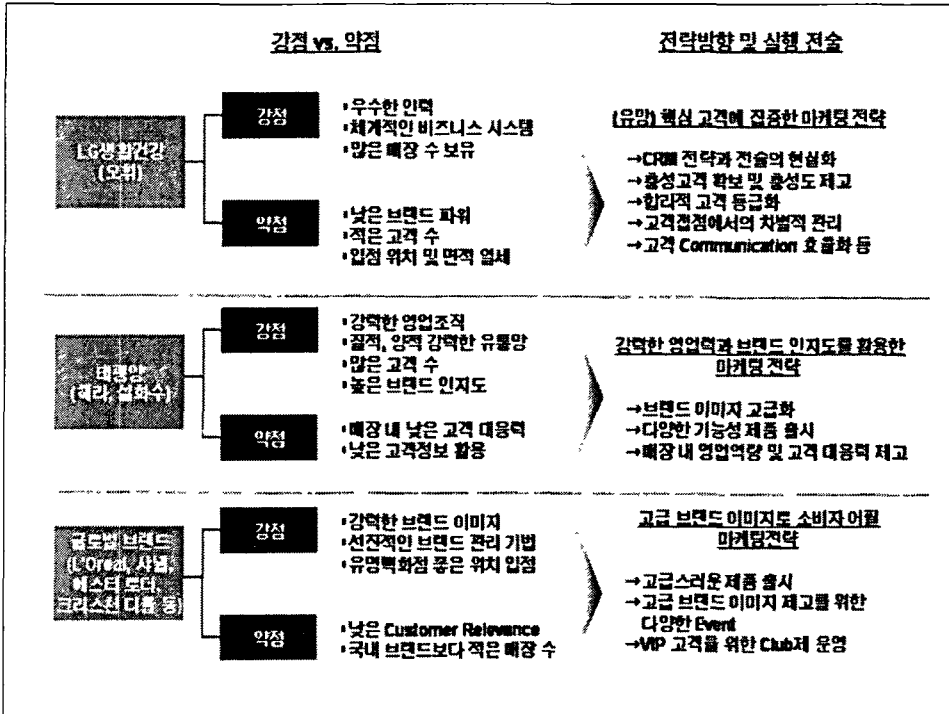 강점 vs. 약점
전략방향 및 실행 전술
LG생활건강
(오휘)
강점
▪우수한 인력
▪체계적인 비즈니스 시스템
▪많은 매장 수 보유
약점
▪낮은 브랜드 파워
▪적은 고객 수
▪입점 위치 및 면적 열세
(유망) 핵심 고객에 집중한 마케팅 전략
→CRM 전략과 전술의 현실화
→충성고객 확보 및 충성도 제고
→합리적 고객 등급화
→고객접점에서의 차별적 관리
→고객 Communication 효율화 등
태평양
(헤라, 설화수)
강점
▪강력한 영업조직
▪질적, 양적 강력한 유통망
▪많은 고객 수
▪높은 브랜드 인지도
약점
▪매장 내 낮은 고객 대응력
▪낮은 고객정보 활용
강력한 영업력과 브랜드 인지도를 활용한
마케팅 전략
→브랜드 이미지 고급화
→다양한 기능성 제품 출시
→매장 내 영업역량 및 고객 대응력 제고
글로벌 브랜드
(L'Oreal, 샤넬,
에스티 로더,
크리스찬 디올 등)
강점
▪강력한 브랜드 이미지
▪선진적인 브랜드 관리 기법
▪유명백화점 좋은 위치 입점
약점
▪낮은 Customer Relevance
▪국내 브랜드보다 적은 매장 수
고급 브랜드 이미지로 소비자 어필
마케팅전략
→고급스러운 제품 출시
→고급 브랜드 이미지 제고를 위한
다양한 Event
→VIP 고객을 위한 Club제 운영